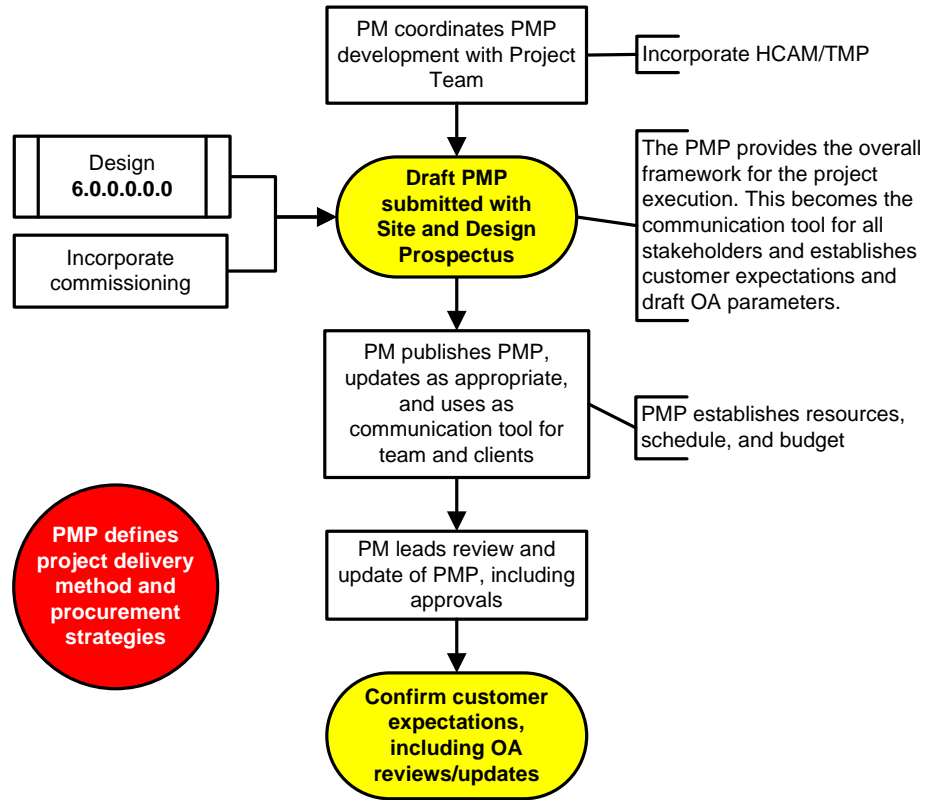 PM coordinates PMP
development with Project
Team
Incorporate HCAM/TMP
Design
6.0.0.0.0.0
Incorporate
commissioning
Draft PMP
submitted with
Site and Design
Prospectus
The PMP provides the overall
framework for the project
execution. This becomes the
communication tool for all
stakeholders and establishes
customer expectations and
draft OA parameters.
PM publishes PMP,
updates as appropriate,
and uses as
communication tool for
team and clients
PMP establishes resources,
schedule, and budget
PMP defines
project delivery
method and
procurement
strategies
PM leads review and
update of PMP, including
approvals
Confirm customer
expectations,
including OA
reviews/updates